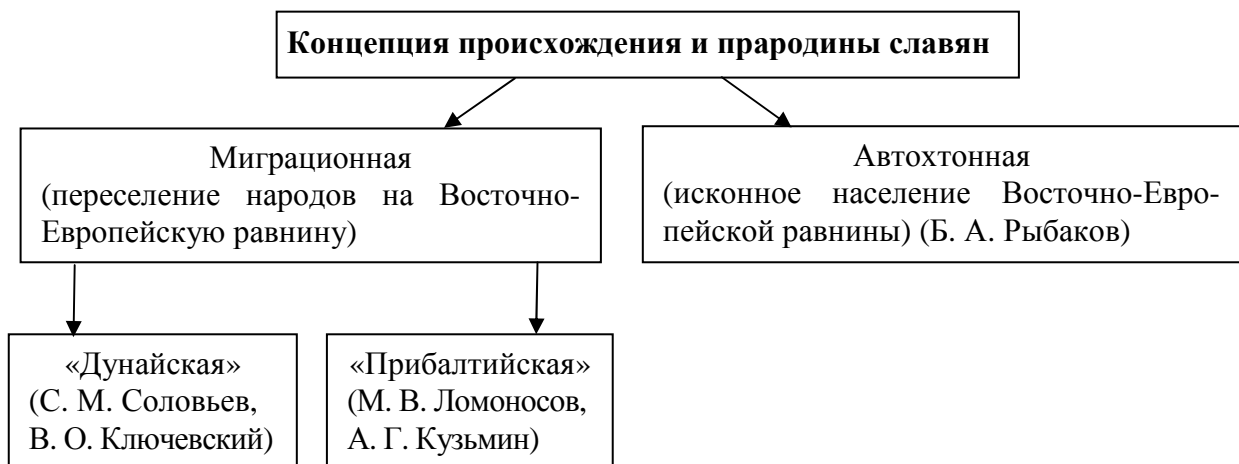 Концепция происхождения и прародины славян
Миграционная
(переселение народов на Восточно-
Европейскую равнину)
Автохтонная
(исконное население Восточно-Евро-
пейской равнины) (Б. А. Рыбаков)
«Дунайская»
(С. М. Соловьев,
В. О. Ключевский)
«Прибалтийская»
(М. В. Ломоносов,
А. Г. Кузьмин)